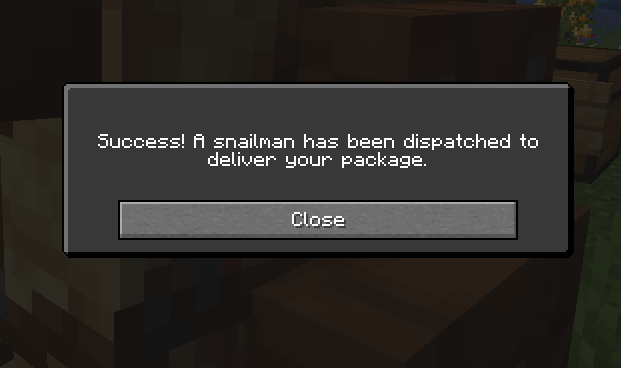 Success! A snailman has been dispatched to
deliver your package.
Close